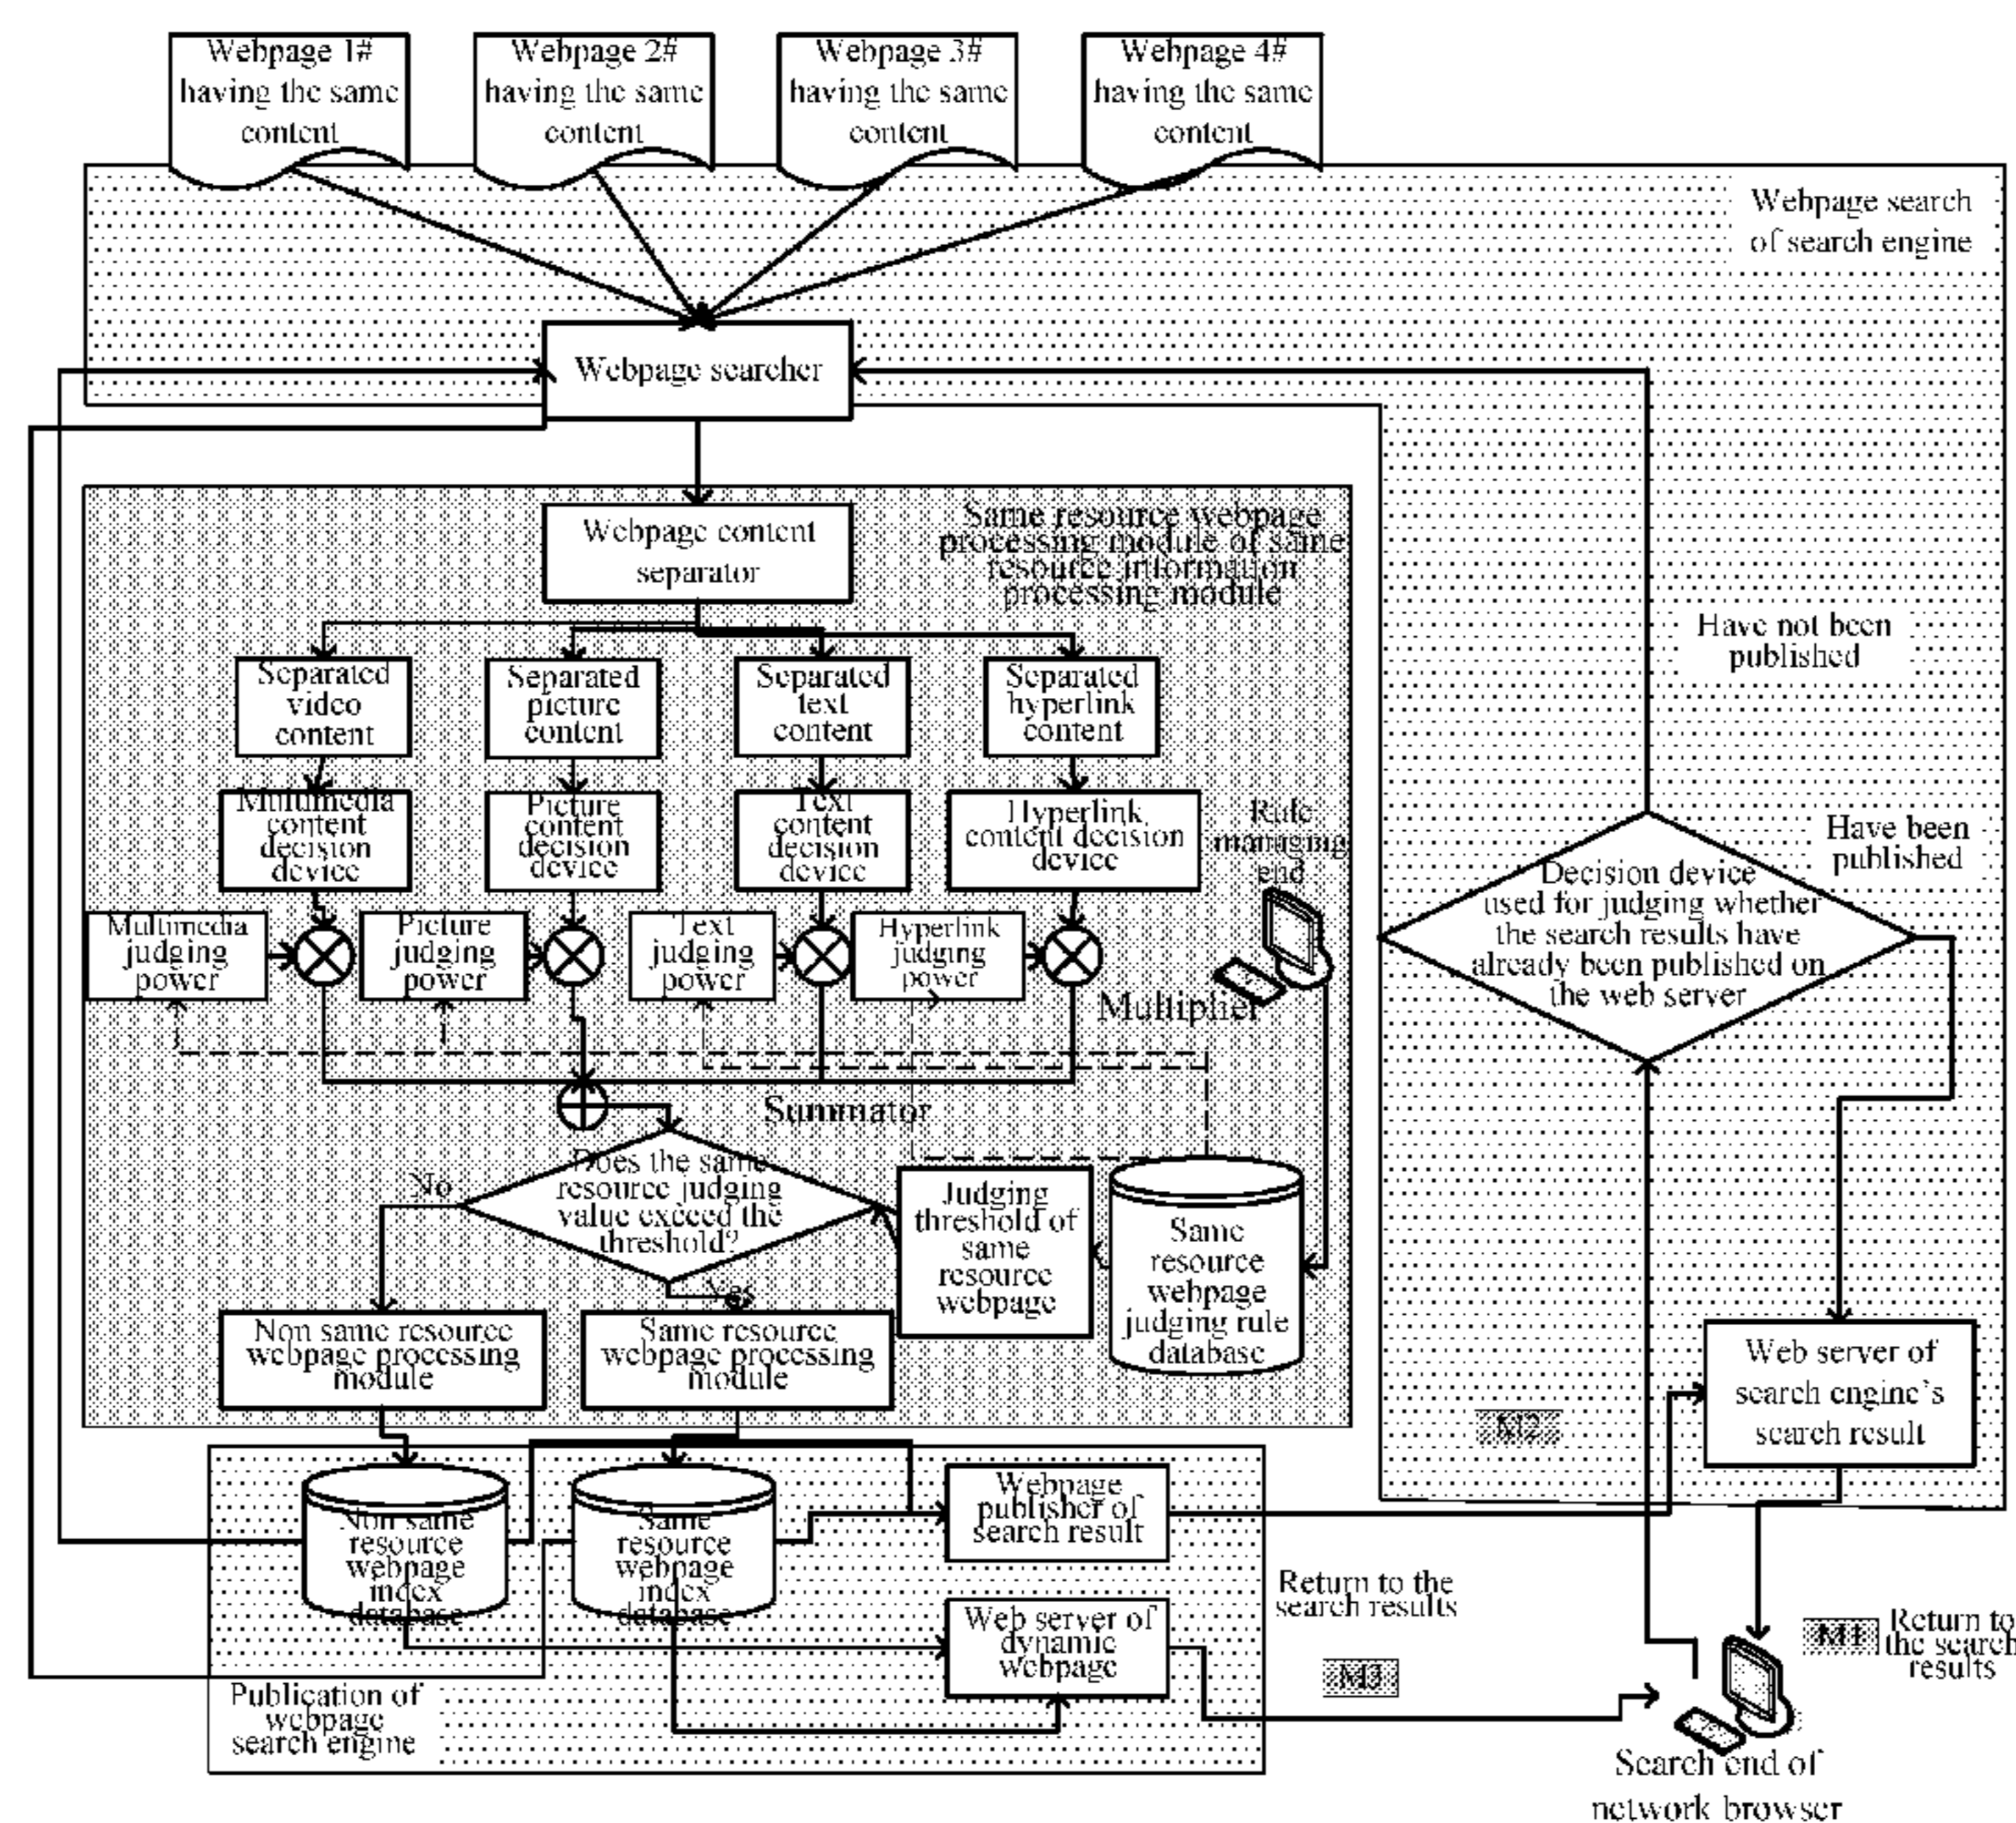 Webpage 1#
having the same
content
Webpage 2#
having the same
content
Webpage 3#
having the same
content
Webpage 4#
having the same
content
Webpage search
of search engine
Webpage searcher
Webpage content
separator
Same resource webpage
processing module of same
resource information
processing module
Separated
video
content
Separated
picture
content
Separated
text
content
Separated
hyperlink
content
Have not been
published
Multimedia
content
decision
device
Picture
content
decision
device
Text
content
decision
device
Hyperlink
content decision
device
Rule
managing
end
Have been
published
Multimedia
judging
power
Picture
judging
power
Text
judging
power
Hyperlink
judging
power
Multiplier
Decision device
used for judging whether
the search results have
already been published on
the web server
Summator
Does the same
resource judging
value exceed the
threshold?
No
Yes
Judging
threshold of
same
resource
webpage
Same
resource
webpage
judging rule
database
Non same resource
webpage processing
module
Same resource
webpage processing
module
Web server of
search engine's
search result
M2
Non same
resource
webpage
index
database
Same
resource
webpage
index
database
Webpage
publisher of
search result
Web server of
dynamic
webpage
Return to the
search results
M3
M1
Return to
the search
results
Publication of
webpage
search engine
Search end of
network browser